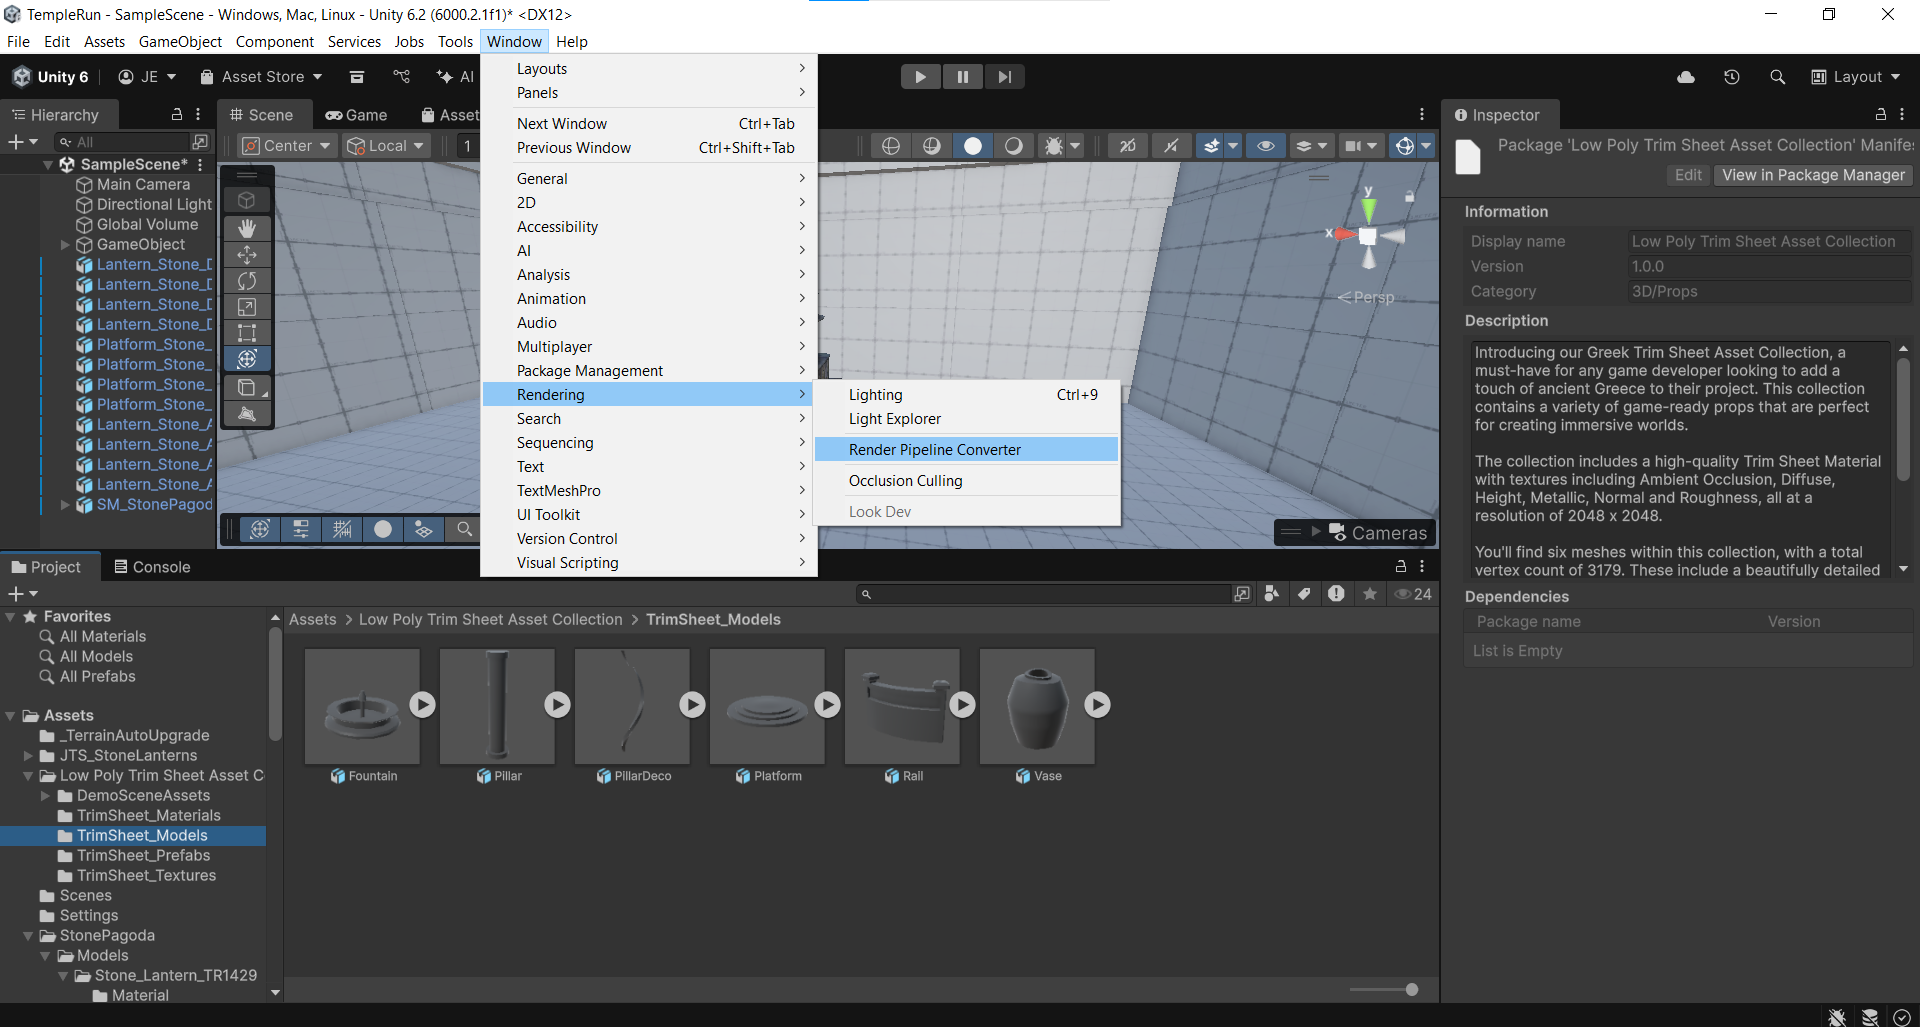 TempleRun - SampleScene - Windows, Mac, Linux - Unity 6.2 (6000.2.1f1)* <DX12>
File Edit Assets GameObject Component Services Jobs Tools Window Help
Unity 6 JE Asset Store AI Layout
Layouts
Panels
Next Window Ctrl+Tab
Previous Window Ctrl+Shift+Tab
General
2D
Accessibility
AI
Analysis
Animation
Audio
Multiplayer
Package Management
Rendering
Search
Sequencing
Text
TextMeshPro
UI Toolkit
Version Control
Visual Scripting
Lighting Ctrl+9
Light Explorer
Render Pipeline Converter
Occlusion Culling
Look Dev
Hierarchy
All
SampleScene*
Main Camera
Directional Light
Global Volume
GameObject
Lantern_Stone_D
Lantern_Stone_D
Lantern_Stone_D
Lantern_Stone_D
Platform_Stone_
Platform_Stone_
Platform_Stone_
Platform_Stone_
Lantern_Stone_A
Lantern_Stone_A
Lantern_Stone_A
Lantern_Stone_A
SM_StonePagod
Scene Game Asset
Center Local 1
2D
y
x
Persp
Cameras
Inspector
Package 'Low Poly Trim Sheet Asset Collection' Manifes
Edit View in Package Manager
Information
Display name Low Poly Trim Sheet Asset Collection
Version 1.0.0
Category 3D/Props
Description
Introducing our Greek Trim Sheet Asset Collection, a
must-have for any game developer looking to add a
touch of ancient Greece to their project. This collection
contains a variety of game-ready props that are perfect
for creating immersive worlds.
The collection includes a high-quality Trim Sheet Material
with textures including Ambient Occlusion, Diffuse,
Height, Metallic, Normal and Roughness, all at a
resolution of 2048 x 2048.
You'll find six meshes within this collection, with a total
vertex count of 3179. These include a beautifully detailed
Dependencies
Package name Version
List is Empty
Project Console
24
Favorites
All Materials
All Models
All Prefabs
Assets
_TerrainAutoUpgrade
JTS_StoneLanterns
Low Poly Trim Sheet Asset C
DemoSceneAssets
TrimSheet_Materials
TrimSheet_Models
TrimSheet_Prefabs
TrimSheet_Textures
Scenes
Settings
StonePagoda
Models
Stone_Lantern_TR1429
Material
Assets > Low Poly Trim Sheet Asset Collection > TrimSheet_Models
Fountain Pillar PillarDeco Platform Rail Vase